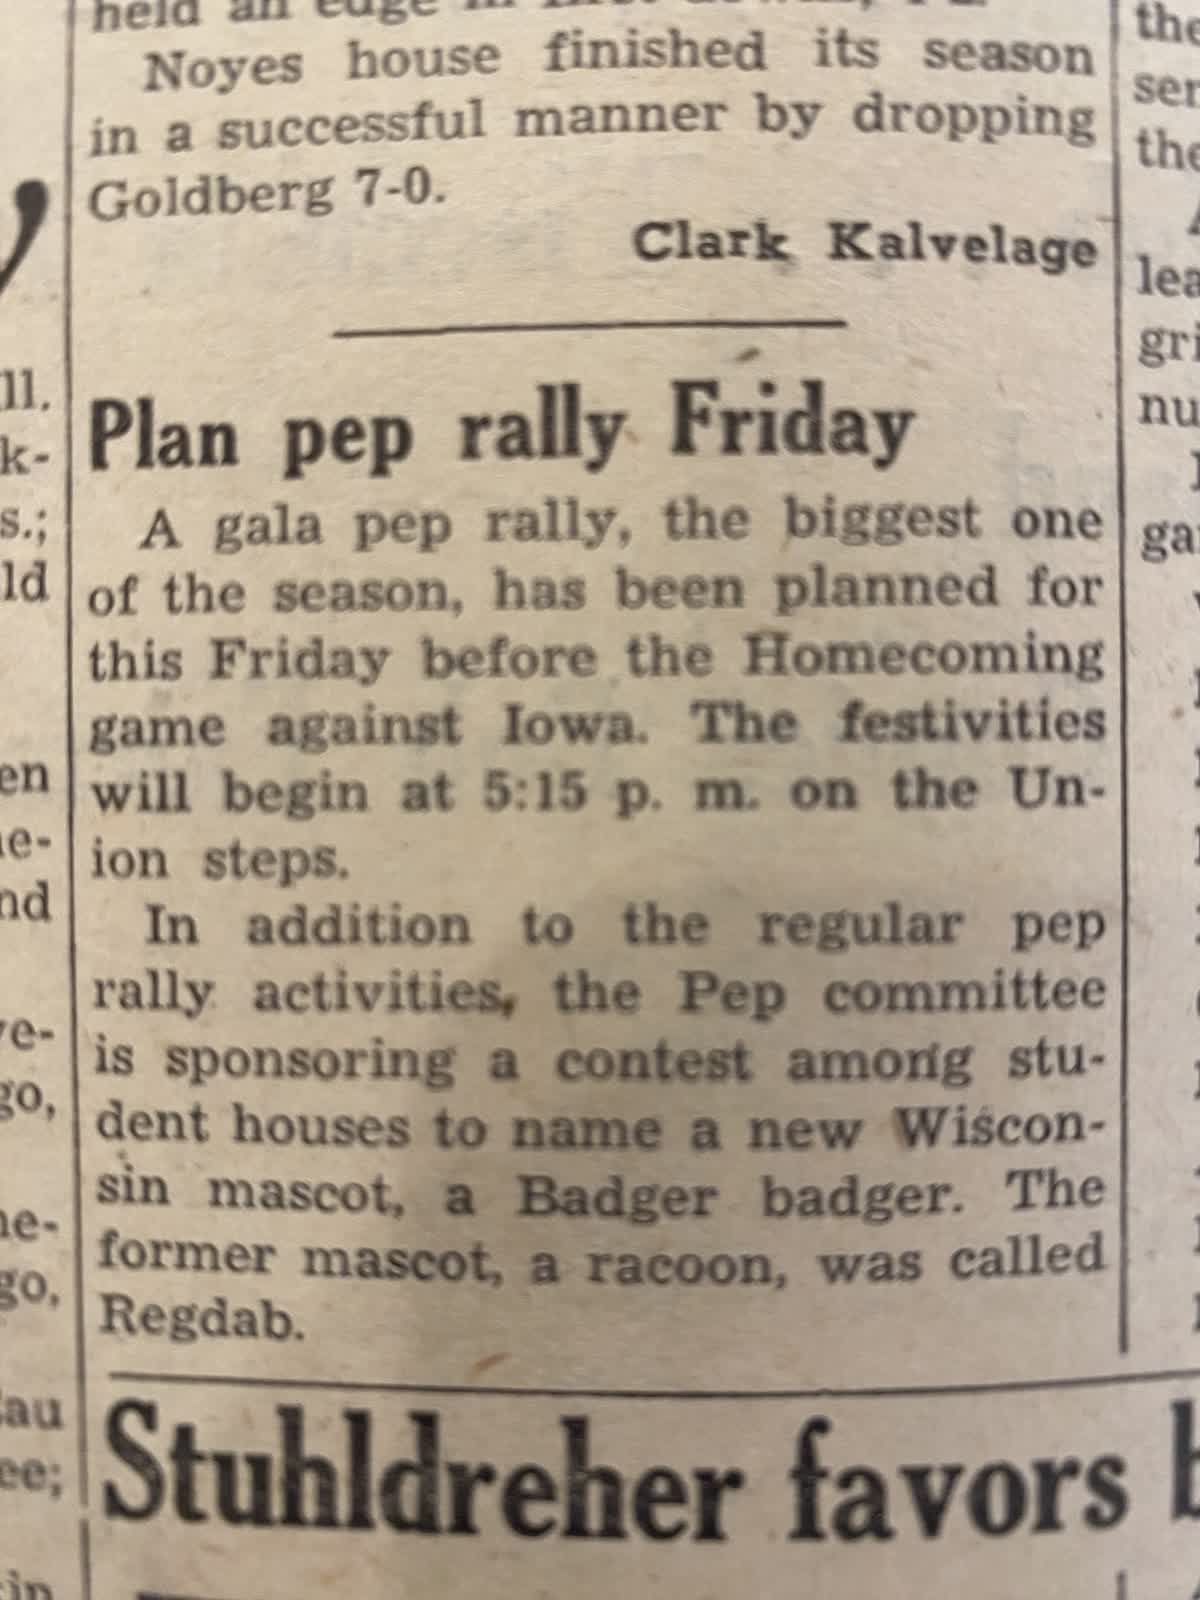 held an edge in
Noyes house finished its season
in a successful manner by dropping
Goldberg 7-0.
Clark Kalvelage
Plan pep rally Friday
A gala pep rally, the biggest one
of the season, has been planned for
this Friday before the Homecoming
game against Iowa. The festivities
will begin at 5:15 p. m. on the Un-
ion steps.
In addition to the regular pep
rally activities, the Pep committee
is sponsoring a contest among stu-
dent houses to name a new Wiscon-
sin mascot, a Badger badger. The
former mascot, a racoon, was called
Regdab.
Stuhldreher favors